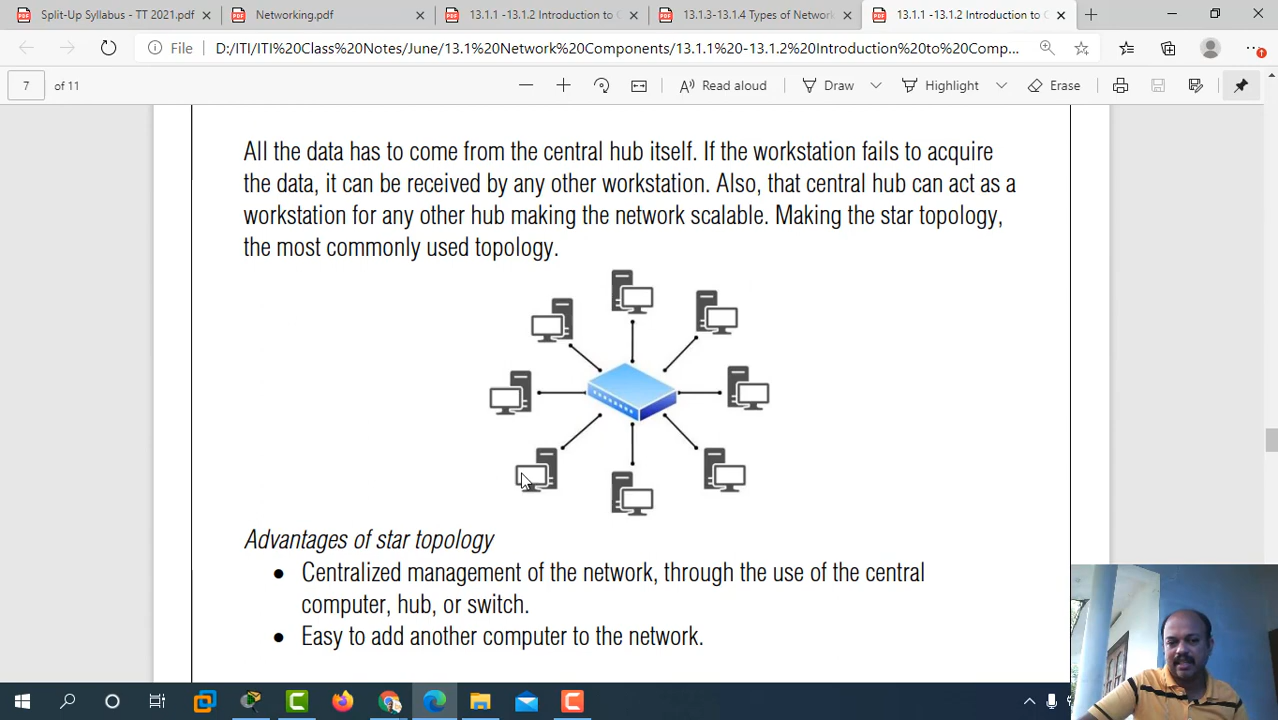 Split-Up Syllabus - TT 2021.pdf
Networking.pdf
13.1.1 -13.1.2 Introduction to C
13.1.3-13.1.4 Types of Network
13.1.1 -13.1.2 Introduction to C
File
D:/ITI/ITI%20Class%20Notes/June/13.1%20Network%20Components/13.1.1%20-13.1.2%20Introduction%20to%20Comp...
7 of 11
Read aloud
Draw
Highlight
Erase
All the data has to come from the central hub itself. If the workstation fails to acquire
the data, it can be received by any other workstation. Also, that central hub can act as a
workstation for any other hub making the network scalable. Making the star topology,
the most commonly used topology.
Advantages of star topology
• Centralized management of the network, through the use of the central
computer, hub, or switch.
• Easy to add another computer to the network.